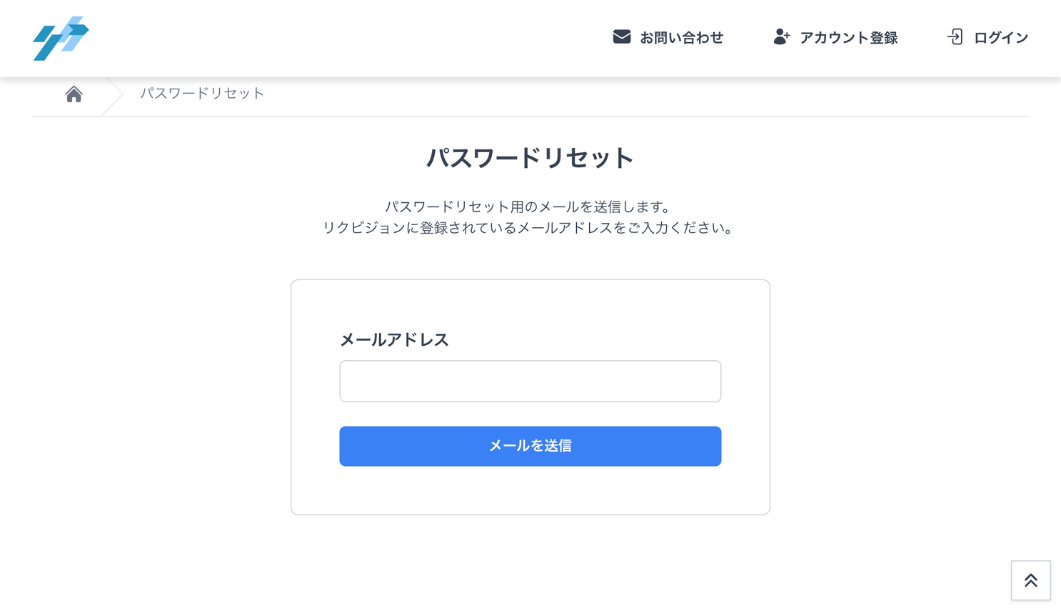 お問い合わせ
アカウント登録
ログイン
パスワードリセット
パスワードリセット
パスワードリセット用のメールを送信します。
リクビジョンに登録されているメールアドレスをご入力ください。
メールアドレス
メールを送信